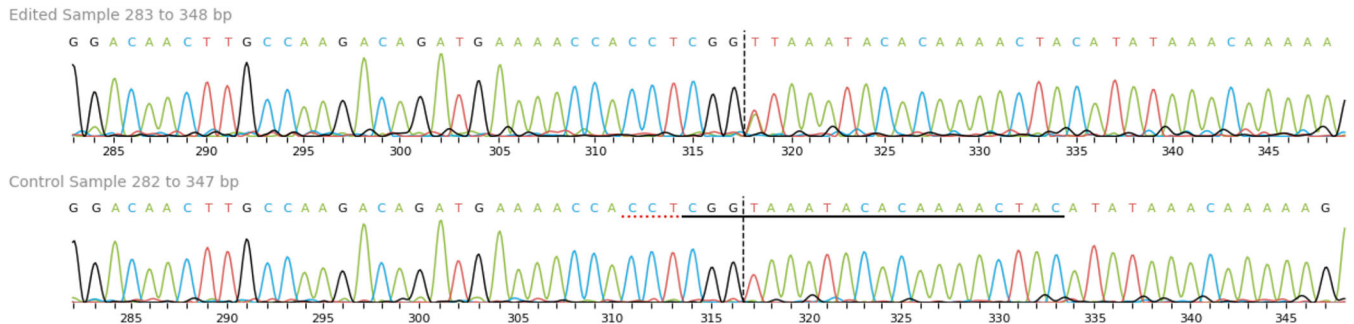 Edited Sample 283 to 348 bp
G G A C A A C T T G C C A A G A C A G A T G A A A A C C A C C T C G G T T A A A T A C A C A A A A C T A C A T A T A A A C A A A A A
285 290 295 300 305 310 315 320 325 330 335 340 345
Control Sample 282 to 347 bp
G G A C A A C T T G C C A A G A C A G A T G A A A A C C A C C T C G G T A A A T A C A C A A A A C T A C A T A T A A A C A A A A A G
285 290 295 300 305 310 315 320 325 330 335 340 345